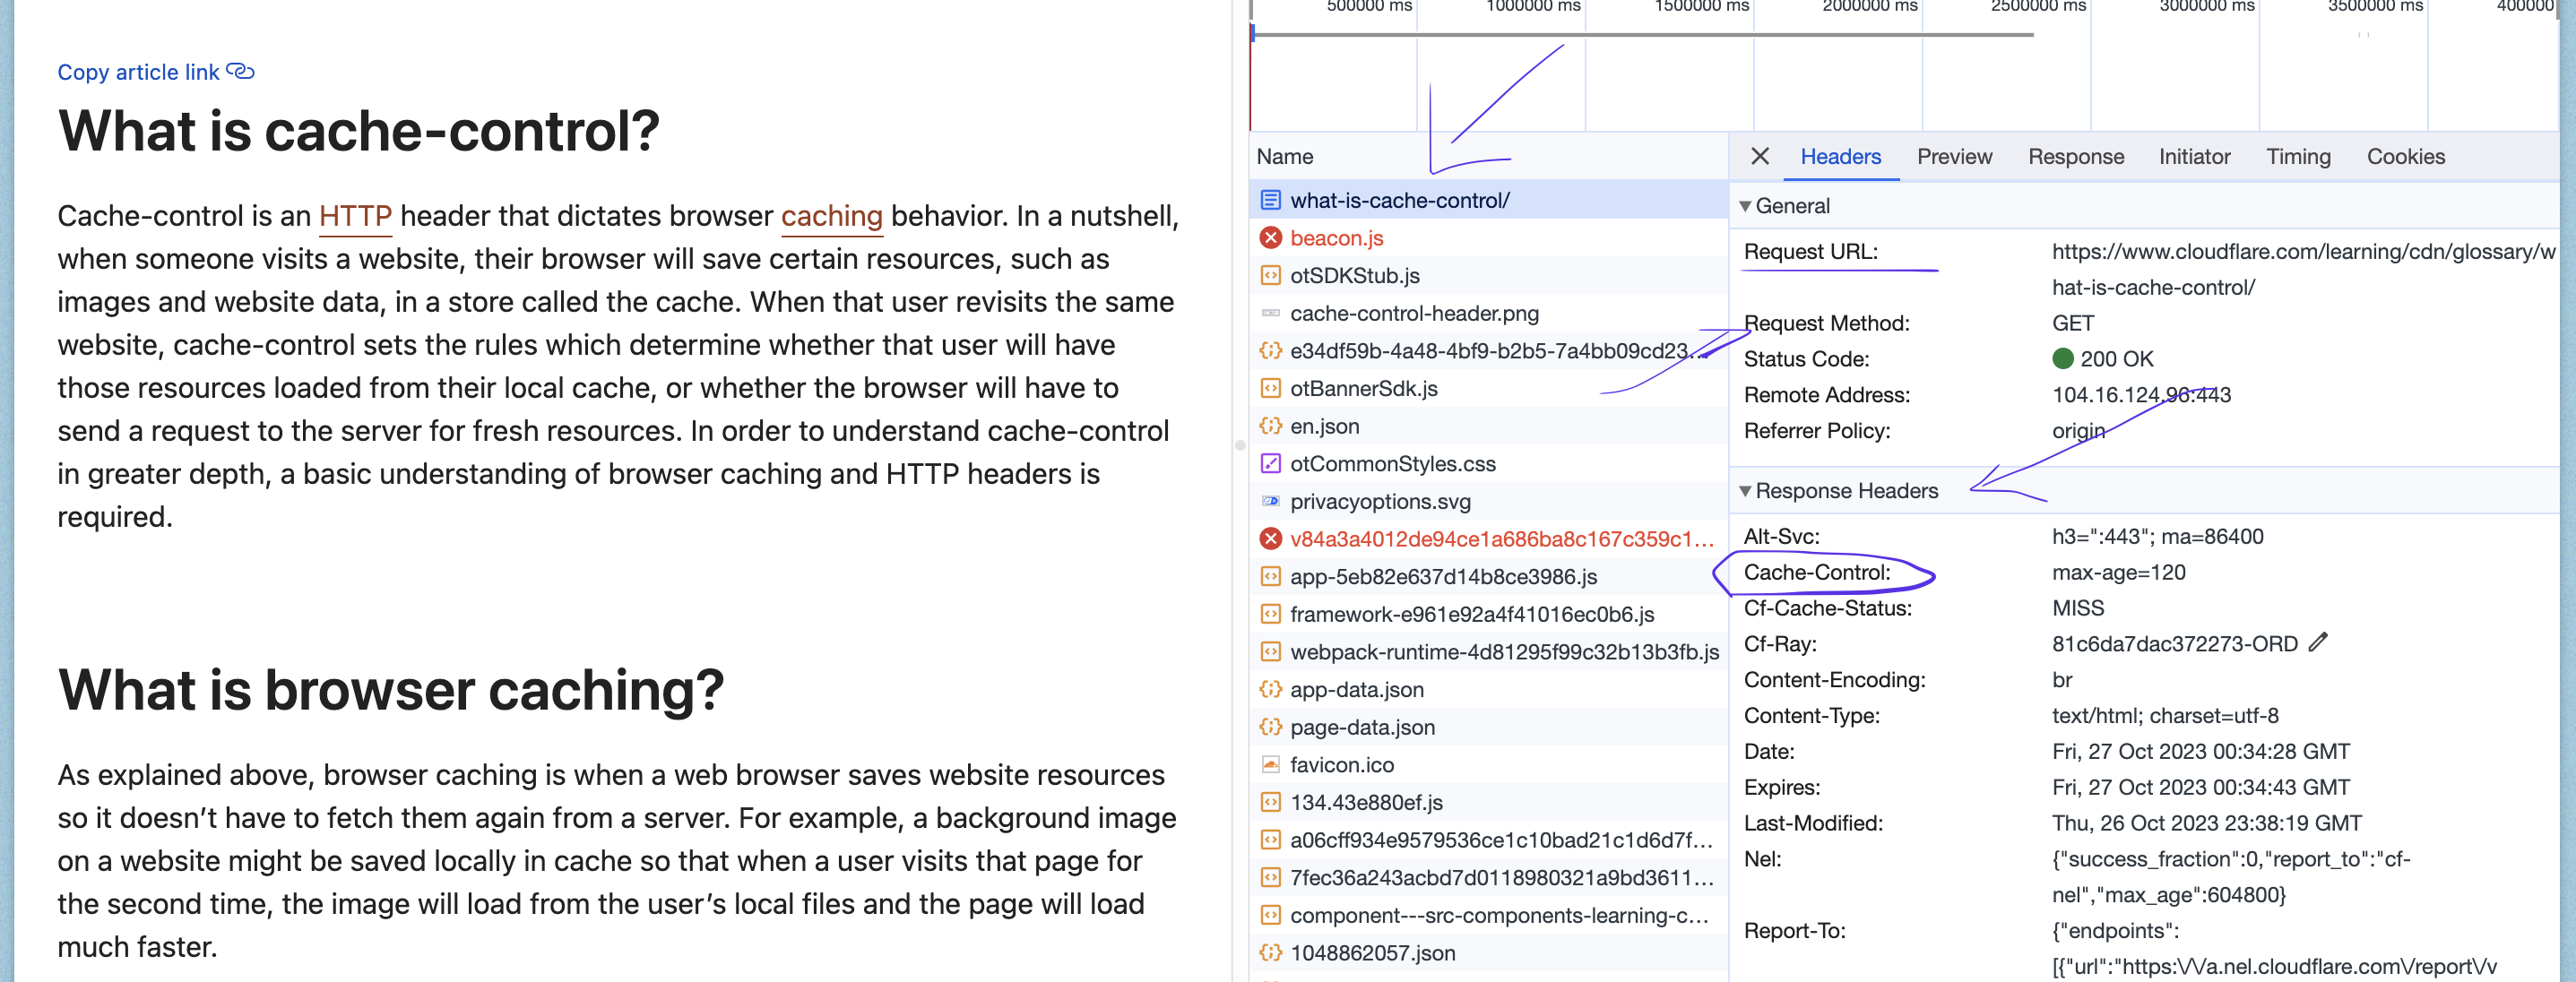 Copy article link
What is cache-control?
Cache-control is an HTTP header that dictates browser caching behavior. In a nutshell,
when someone visits a website, their browser will save certain resources, such as
images and website data, in a store called the cache. When that user revisits the same
website, cache-control sets the rules which determine whether that user will have
those resources loaded from their local cache, or whether the browser will have to
send a request to the server for fresh resources. In order to understand cache-control
in greater depth, a basic understanding of browser caching and HTTP headers is
required.
What is browser caching?
As explained above, browser caching is when a web browser saves website resources
so it doesn’t have to fetch them again from a server. For example, a background image
on a website might be saved locally in cache so that when a user visits that page for
the second time, the image will load from the user’s local files and the page will load
much faster.
500000 ms 1000000 ms 1500000 ms 2000000 ms 2500000 ms 3000000 ms 3500000 ms 400000
Name
what-is-cache-control/
beacon.js
otSDKStub.js
cache-control-header.png
e34df59b-4a48-4bf9-b2b5-7a4bb09cd23...
otBannerSdk.js
en.json
otCommonStyles.css
privacyoptions.svg
v84a3a4012de94ce1a686ba8c167c359c1...
app-5eb82e637d14b8ce3986.js
framework-e961e92a4f41016ec0b6.js
webpack-runtime-4d81295f99c32b13b3fb.js
app-data.json
page-data.json
favicon.ico
134.43e880ef.js
a06cff934e9579536ce1c10bad21c1d6d7f...
7fec36a243acbd7d0118980321a9bd3611...
component---src-components-learning-c...
1048862057.json
Headers Preview Response Initiator Timing Cookies
General
Request URL: https://www.cloudflare.com/learning/cdn/glossary/w
hat-is-cache-control/
Request Method: GET
Status Code: 200 OK
Remote Address: 104.16.124.96:443
Referrer Policy: origin
Response Headers
Alt-Svc: h3=":443"; ma=86400
Cache-Control: max-age=120
Cf-Cache-Status: MISS
Cf-Ray: 81c6da7dac372273-ORD
Content-Encoding: br
Content-Type: text/html; charset=utf-8
Date: Fri, 27 Oct 2023 00:34:28 GMT
Expires: Fri, 27 Oct 2023 00:34:43 GMT
Last-Modified: Thu, 26 Oct 2023 23:38:19 GMT
Nel: {"success_fraction":0,"report_to":"cf-
nel","max_age":604800}
Report-To: {"endpoints":
[{"url":"https:\/\/a.nel.cloudflare.com\/report\/v